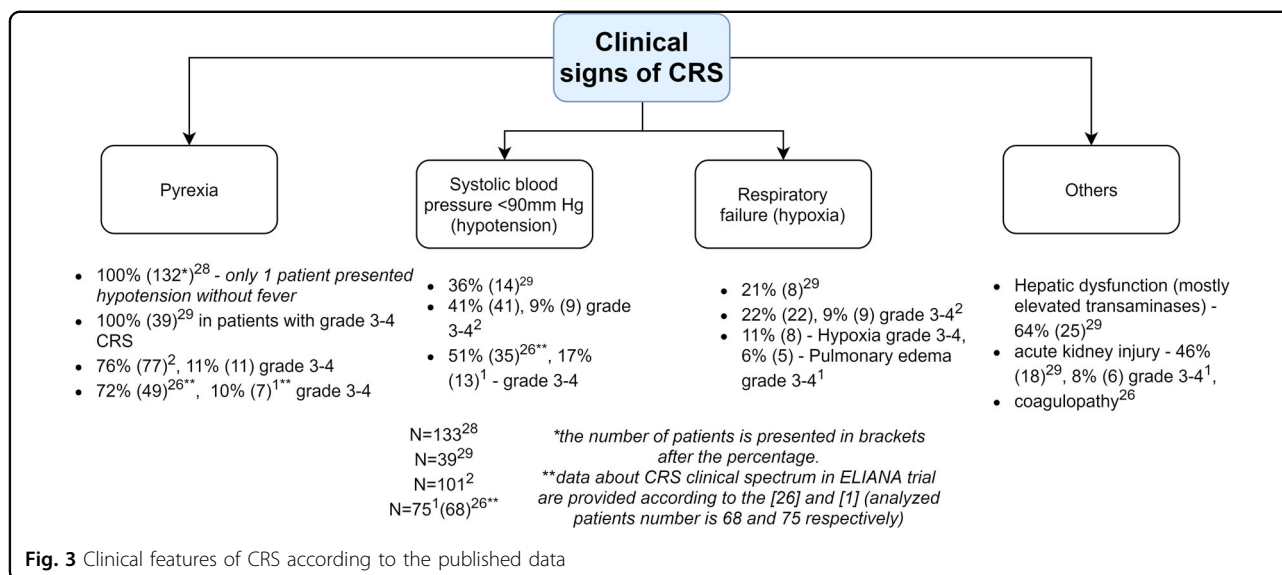 Clinical
signs of CRS
Pyrexia
Systolic blood
pressure <90mm Hg
(hypotension)
Respiratory
failure (hypoxia)
Others
• 100% (132*)²⁸ - only 1 patient presented
hypotension without fever
• 100% (39)²⁹ in patients with grade 3-4
CRS
• 76% (77)², 11% (11) grade 3-4
• 72% (49)²⁶**, 10% (7)¹** grade 3-4
• 36% (14)²⁹
• 41% (41), 9% (9) grade
3-4²
• 51% (35)²⁶**, 17%
(13)¹ - grade 3-4
• 21% (8)²⁹
• 22% (22), 9% (9) grade 3-4²
• 11% (8) - Hypoxia grade 3-4,
6% (5) - Pulmonary edema
grade 3-4¹
• Hepatic dysfunction (mostly
elevated transaminases) -
64% (25)²⁹
• acute kidney injury - 46%
(18)²⁹, 8% (6) grade 3-4¹,
• coagulopathy²⁶
N=133²⁸
N=39²⁹
N=101²
N=75¹(68)²⁶**
*the number of patients is presented in brackets
after the percentage.
**data about CRS clinical spectrum in ELIANA trial
are provided according to the [26] and [1] (analyzed
patients number is 68 and 75 respectively)
Fig. 3 Clinical features of CRS according to the published data